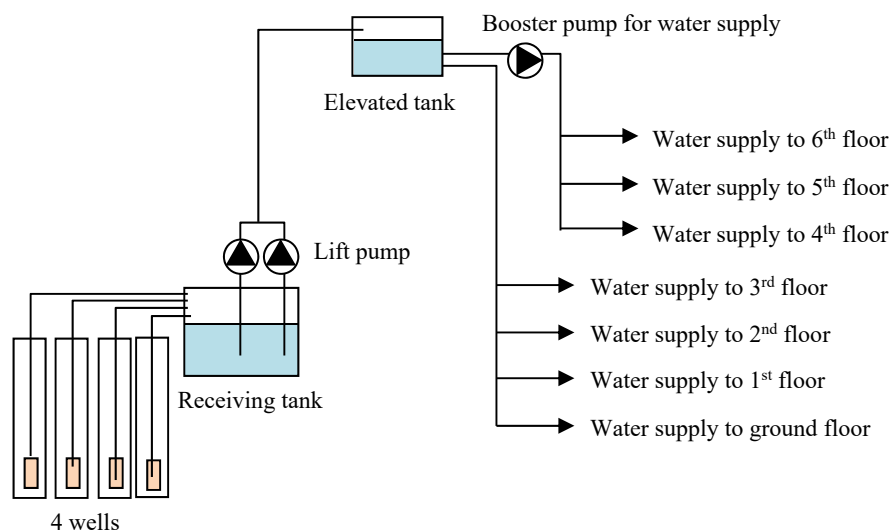 Booster pump for water supply
Elevated tank
Water supply to 6th floor
Water supply to 5th floor
Water supply to 4th floor
Lift pump
Water supply to 3rd floor
Water supply to 2nd floor
Water supply to 1st floor
Receiving tank
Water supply to ground floor
4 wells